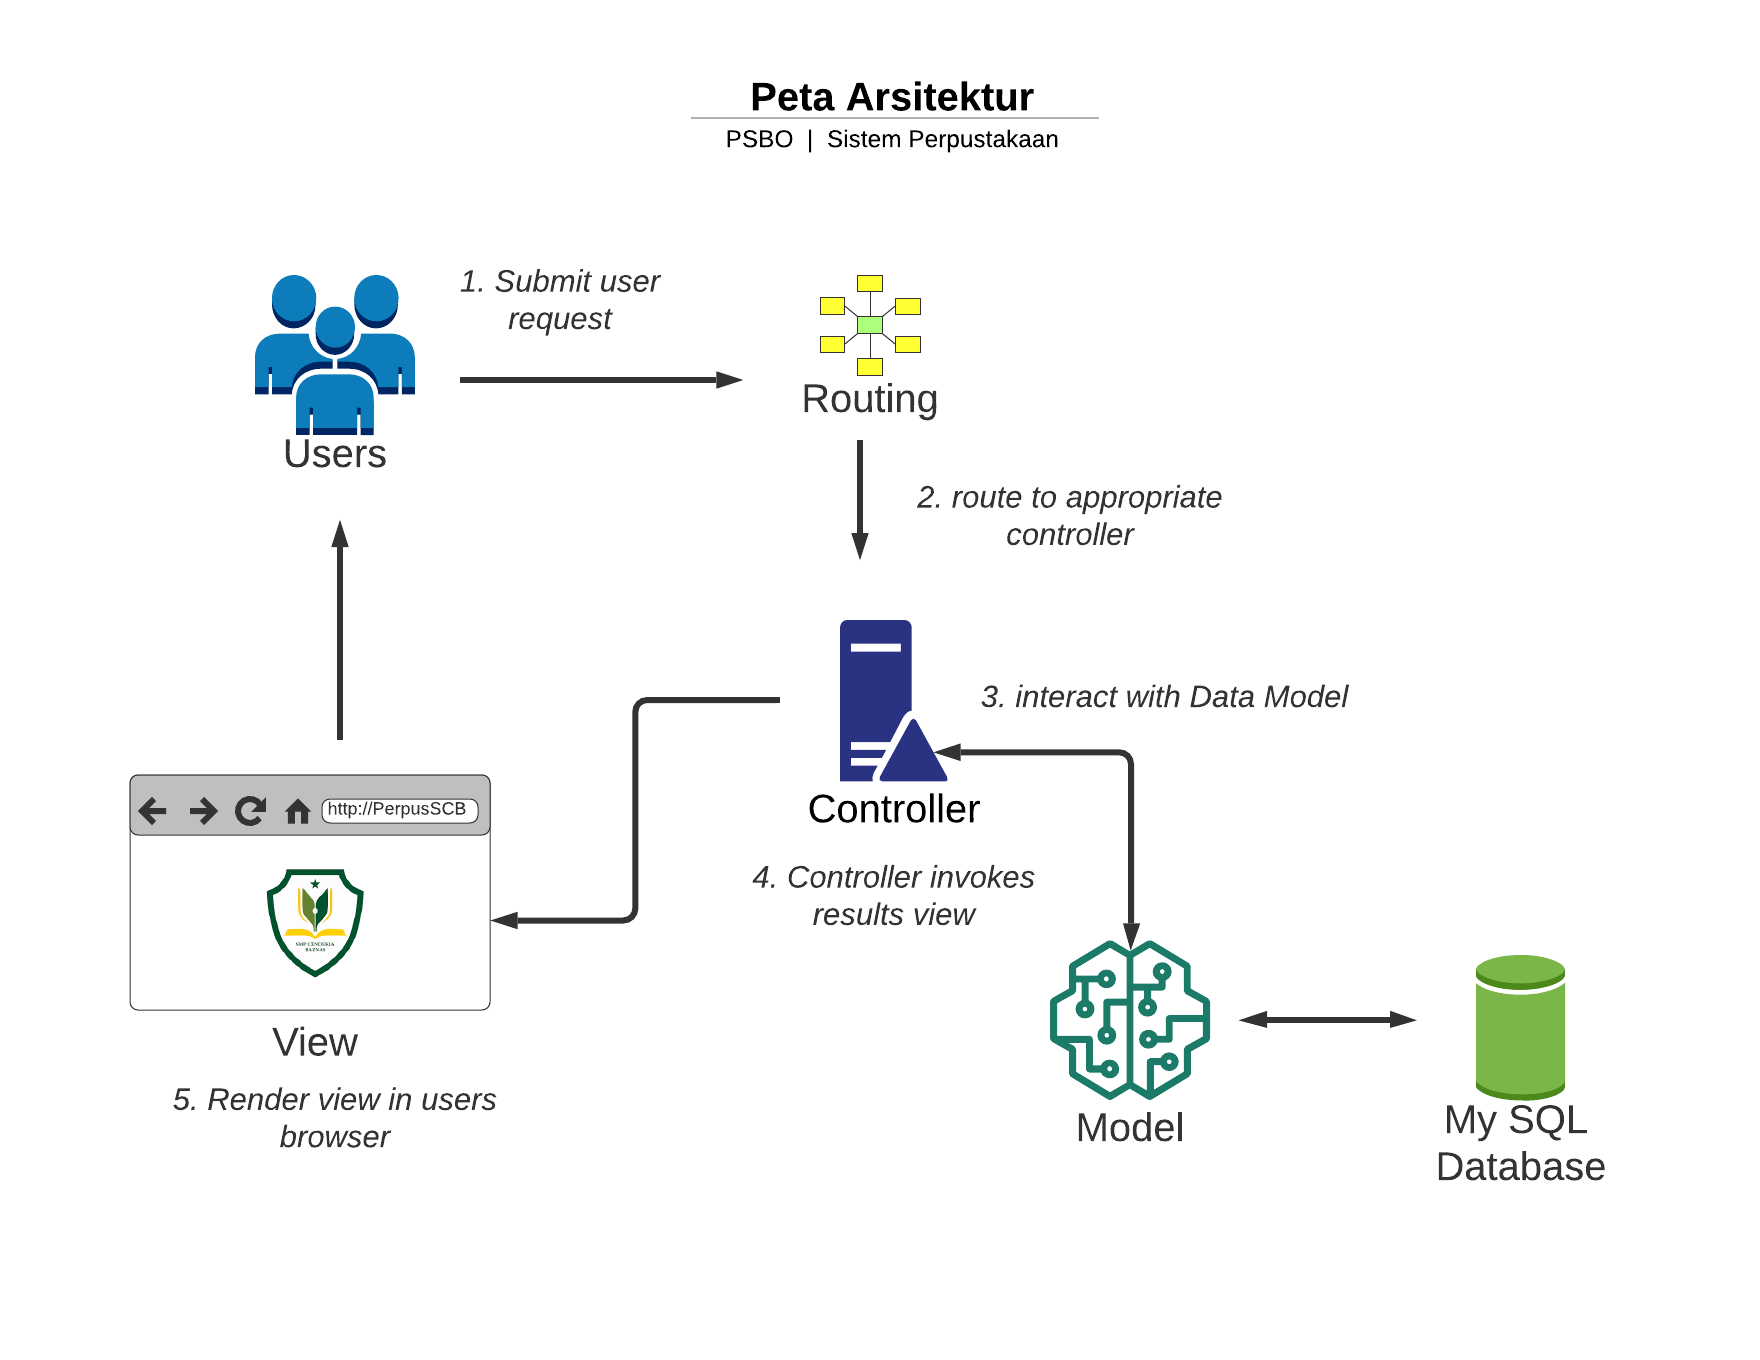 Peta Arsitektur
PSBO | Sistem Perpustakaan
1. Submit user
request
Users
Routing
2. route to appropriate
controller
3. interact with Data Model
Controller
4. Controller invokes
results view
http://PerpusSCB
SMP CENDEKIA
BAZNAS
View
5. Render view in users
browser
Model
My SQL
Database